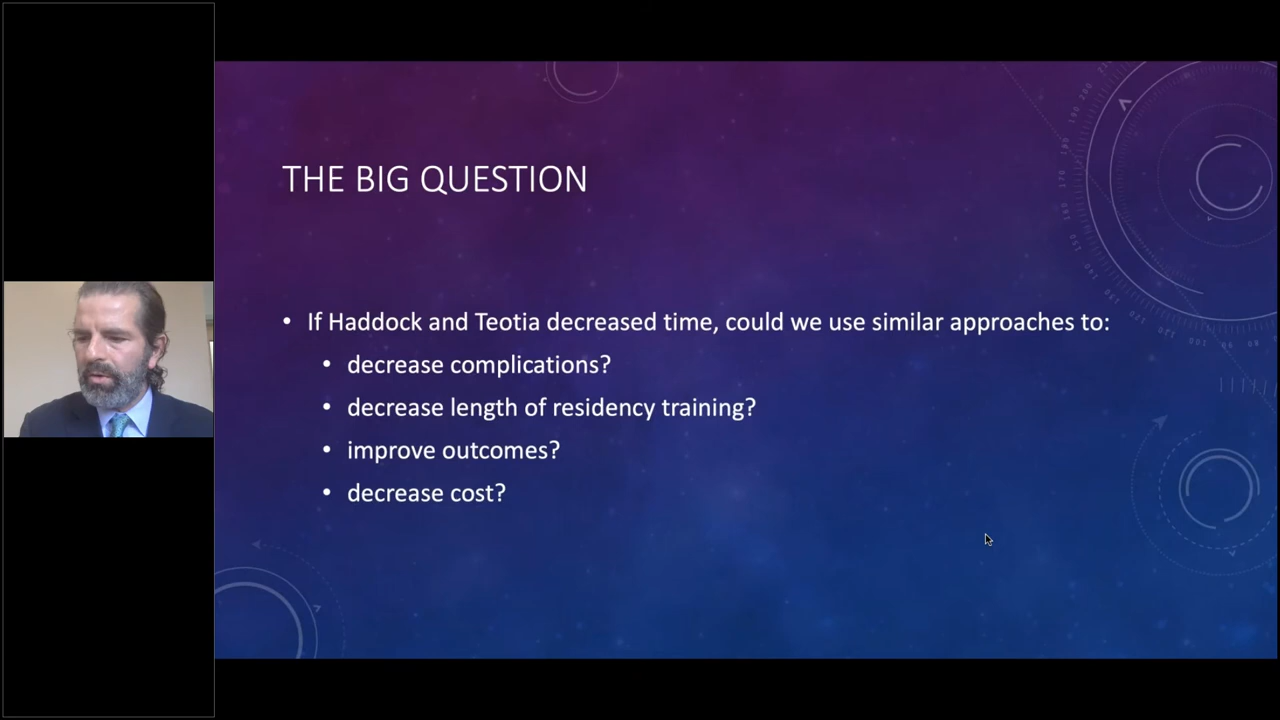 THE BIG QUESTION
• If Haddock and Teotia decreased time, could we use similar approaches to:
• decrease complications?
• decrease length of residency training?
• improve outcomes?
• decrease cost?